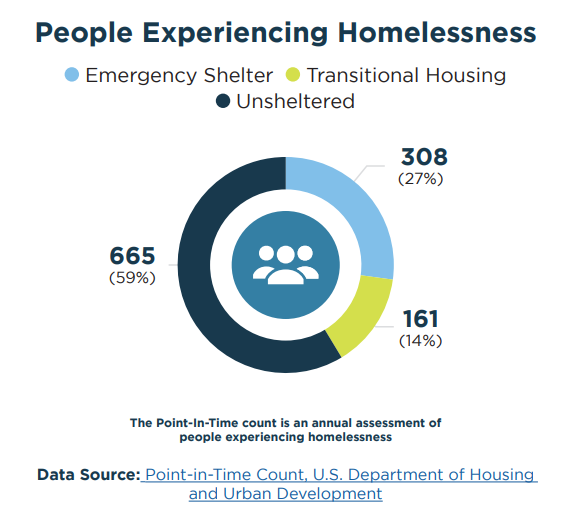 People Experiencing Homelessness
Emergency Shelter Transitional Housing
Unsheltered
308
(27%)
665
(59%)
161
(14%)
The Point-In-Time count is an annual assessment of
people experiencing homelessness
Data Source: Point-in-Time Count, U.S. Department of Housing
and Urban Development